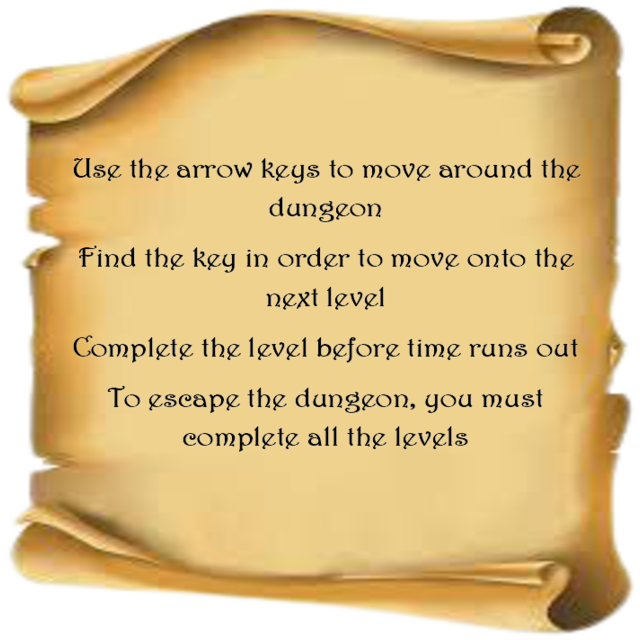 Use the arrow keys to move around the
dungeon
Find the key in order to move onto the
next level
Complete the level before time runs out
To escape the dungeon, you must
complete all the levels